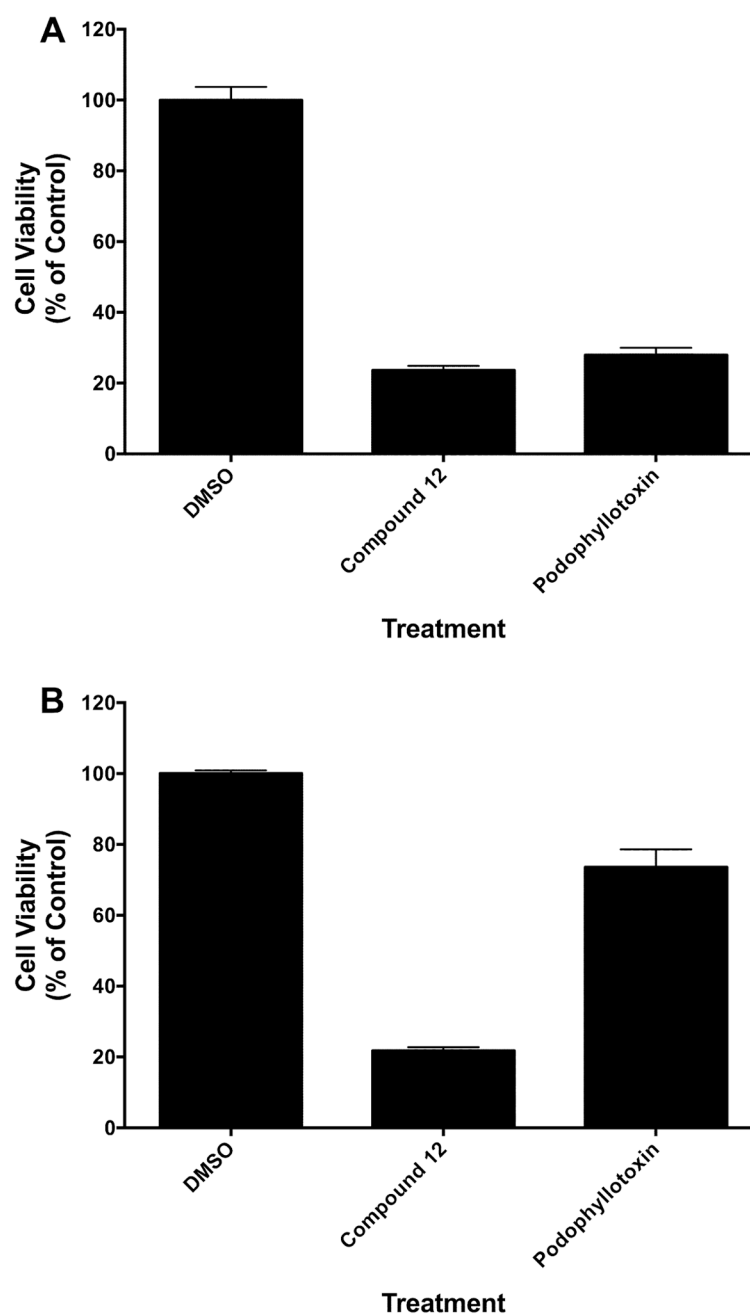 A
120
100
80
60
40
20
0
Cell Viability
(% of Control)
DMSO
Compound 12
Podophyllotoxin
Treatment
B
120
100
80
60
40
20
0
Cell Viability
(% of Control)
DMSO
Compound 12
Podophyllotoxin
Treatment